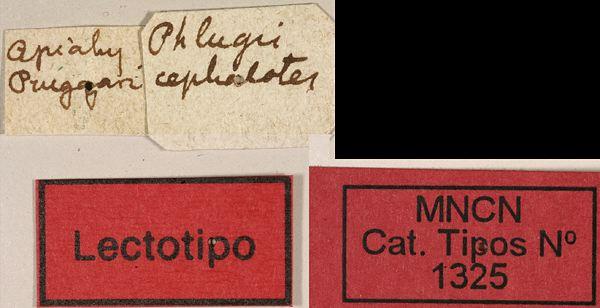 Apiahy
Puiggari
Phlugis
cephalotes
Lectotipo
MNCN
Cat. Tipos Nº
1325